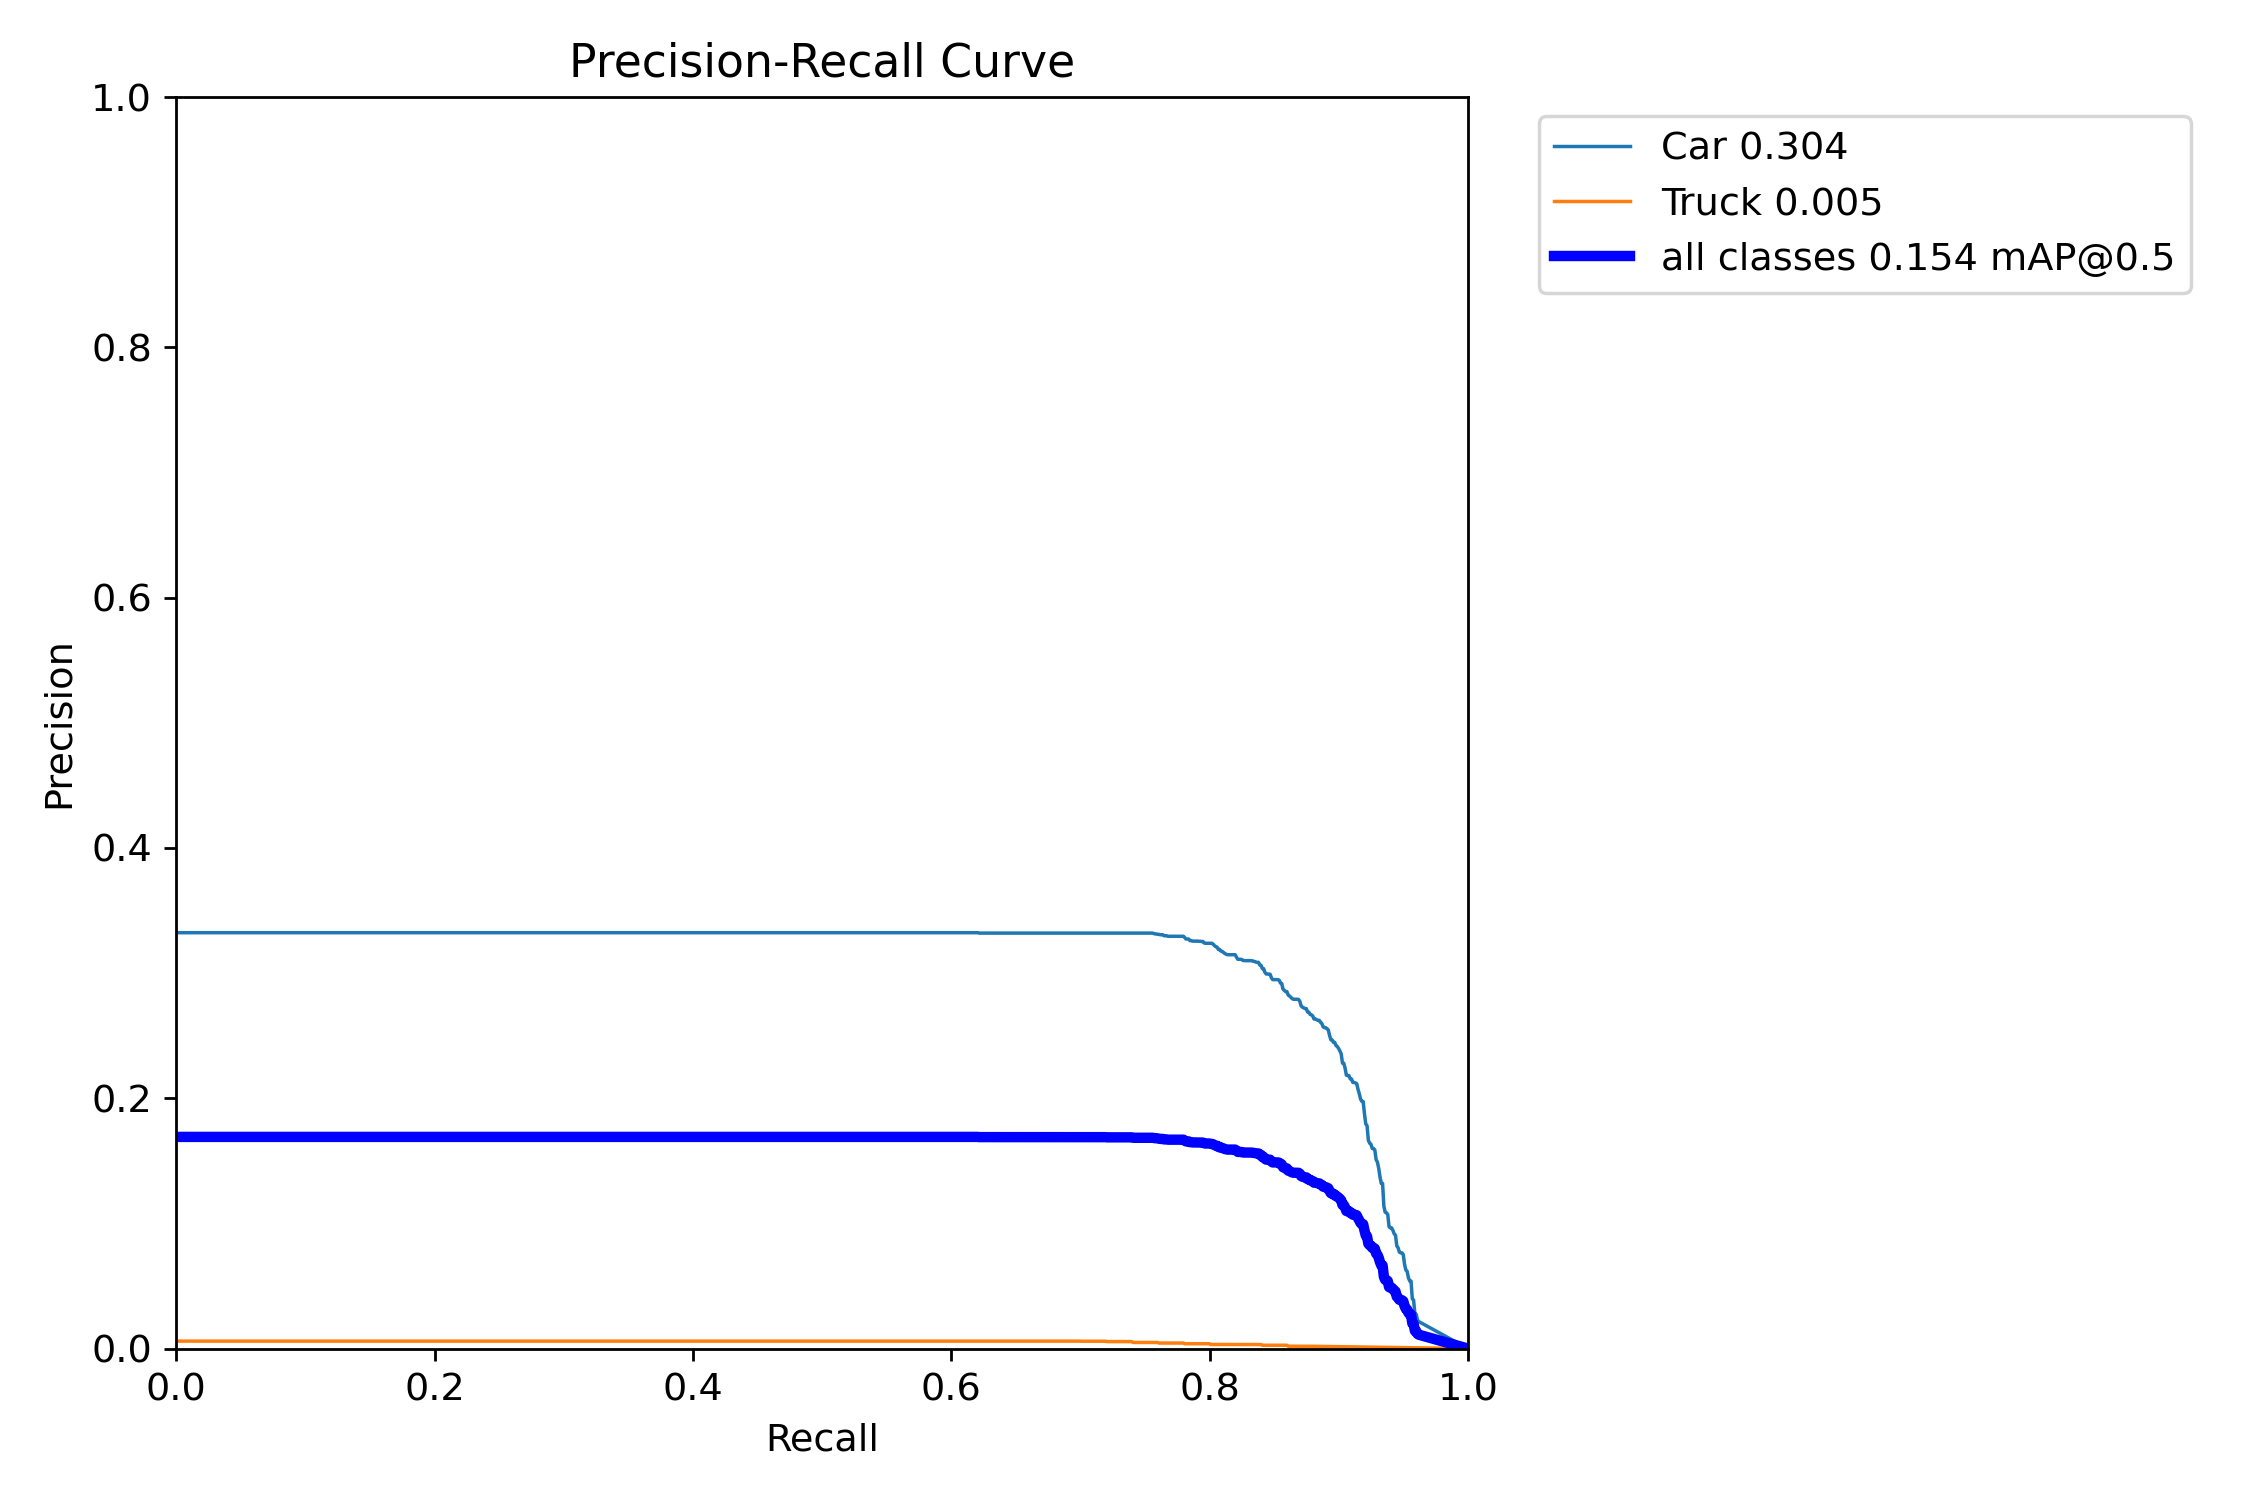 Precision-Recall Curve
1.0
0.8
0.6
0.4
0.2
0.0
Precision
0.0 0.2 0.4 0.6 0.8 1.0
Recall
Car 0.304
Truck 0.005
all classes 0.154 mAP@0.5